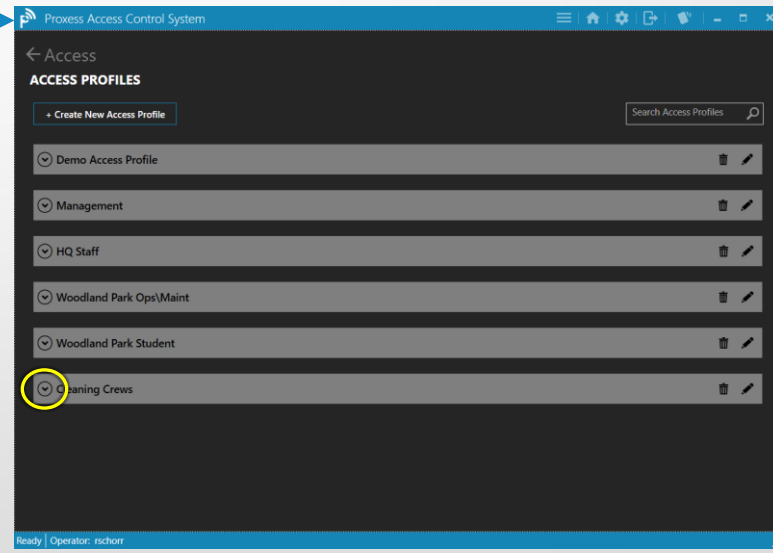 Proxess Access Control System
Access
ACCESS PROFILES
+ Create New Access Profile
Search Access Profiles
Demo Access Profile
Management
HQ Staff
Woodland Park Ops\Maint
Woodland Park Student
Cleaning Crews
Ready Operator: rschorr